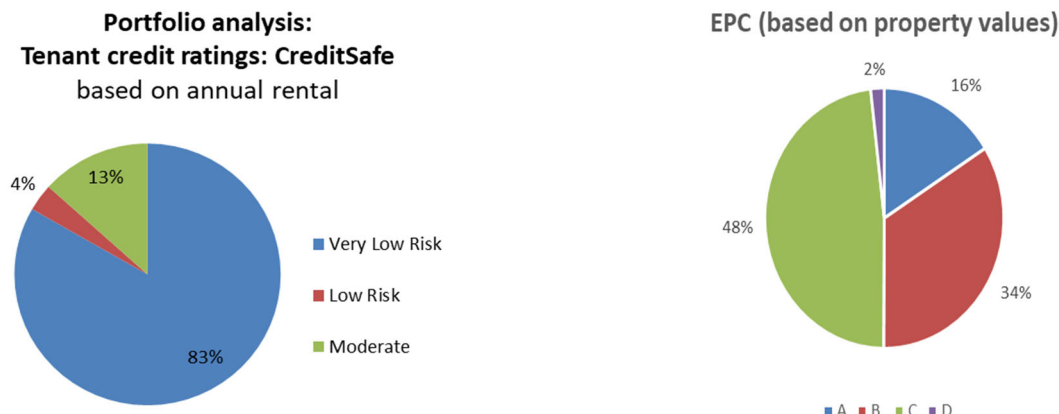 Portfolio analysis:
Tenant credit ratings: CreditSafe
based on annual rental
4%
13%
83%
Very Low Risk
Low Risk
Moderate
EPC (based on property values)
2%
16%
48%
34%
A B C D